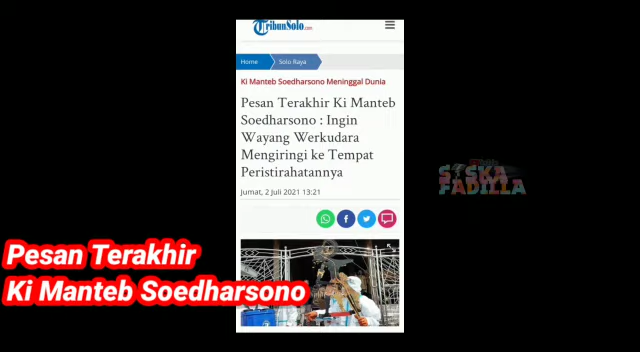 TribunSolo.com
Home
Solo Raya
Ki Manteb Soedharsono Meninggal Dunia
Pesan Terakhir Ki Manteb
Soedharsono : Ingin
Wayang Werkudara
Mengiringi ke Tempat
Peristirahatannya
Jumat, 2 Juli 2021 13:21
SISKA
FADILLA
Pesan Terakhir
Ki Manteb Soedharsono